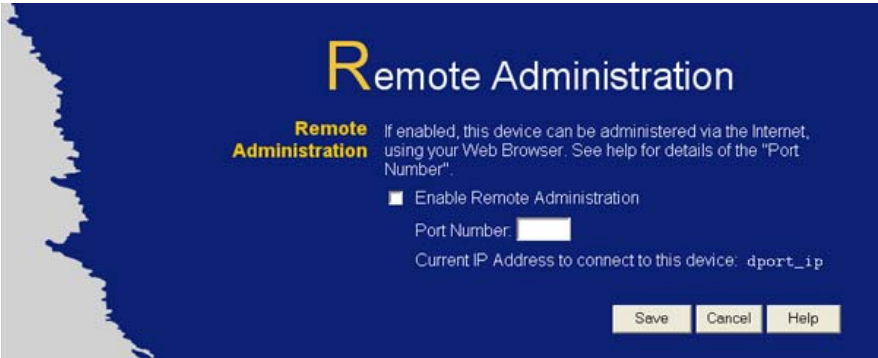 Remote Administration
Remote Administration
If enabled, this device can be administered via the Internet,
using your Web Browser. See help for details of the "Port
Number".
Enable Remote Administration
Port Number:
Current IP Address to connect to this device: dport_ip
Save Cancel Help